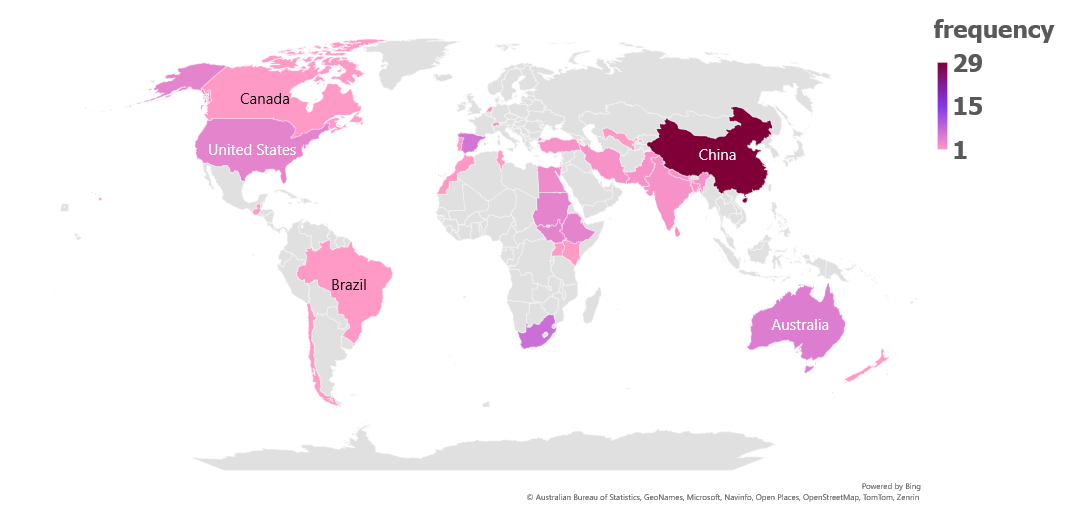 frequency
29
15
1
Canada
United States
China
Brazil
Australia
Powered by Bing
© Australian Bureau of Statistics, GeoNames, Microsoft, Navinfo, Open Places, OpenStreetMap, TomTom, Zenrin